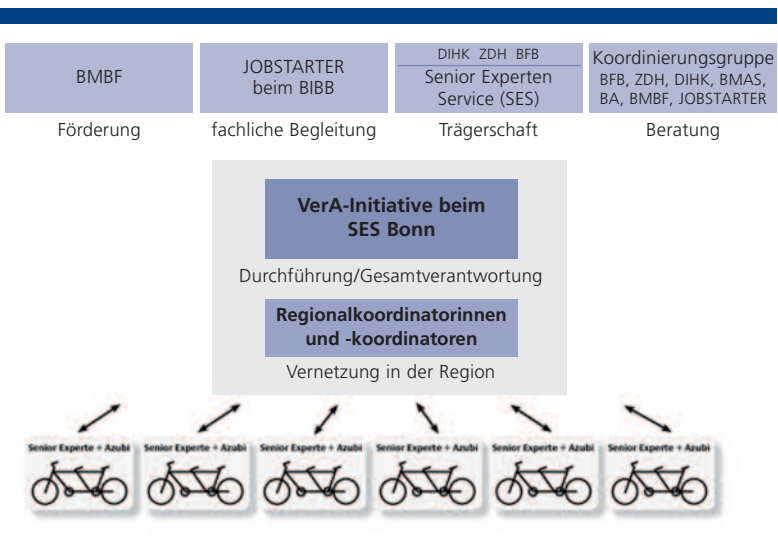 BMBF
Förderung
JOBSTARTER
beim BIBB
fachliche Begleitung
DIHK ZDH BFB
Senior Experten
Service (SES)
Trägerschaft
Koordinierungsgruppe
BFB, ZDH, DIHK, BMAS,
BA, BMBF, JOBSTARTER
Beratung
VerA-Initiative beim
SES Bonn
Durchführung/Gesamtverantwortung
Regionalkoordinatorinnen
und -koordinatoren
Vernetzung in der Region
Senior Experte + Azubi
Senior Experte + Azubi
Senior Experte + Azubi
Senior Experte + Azubi
Senior Experte + Azubi
Senior Experte + Azubi